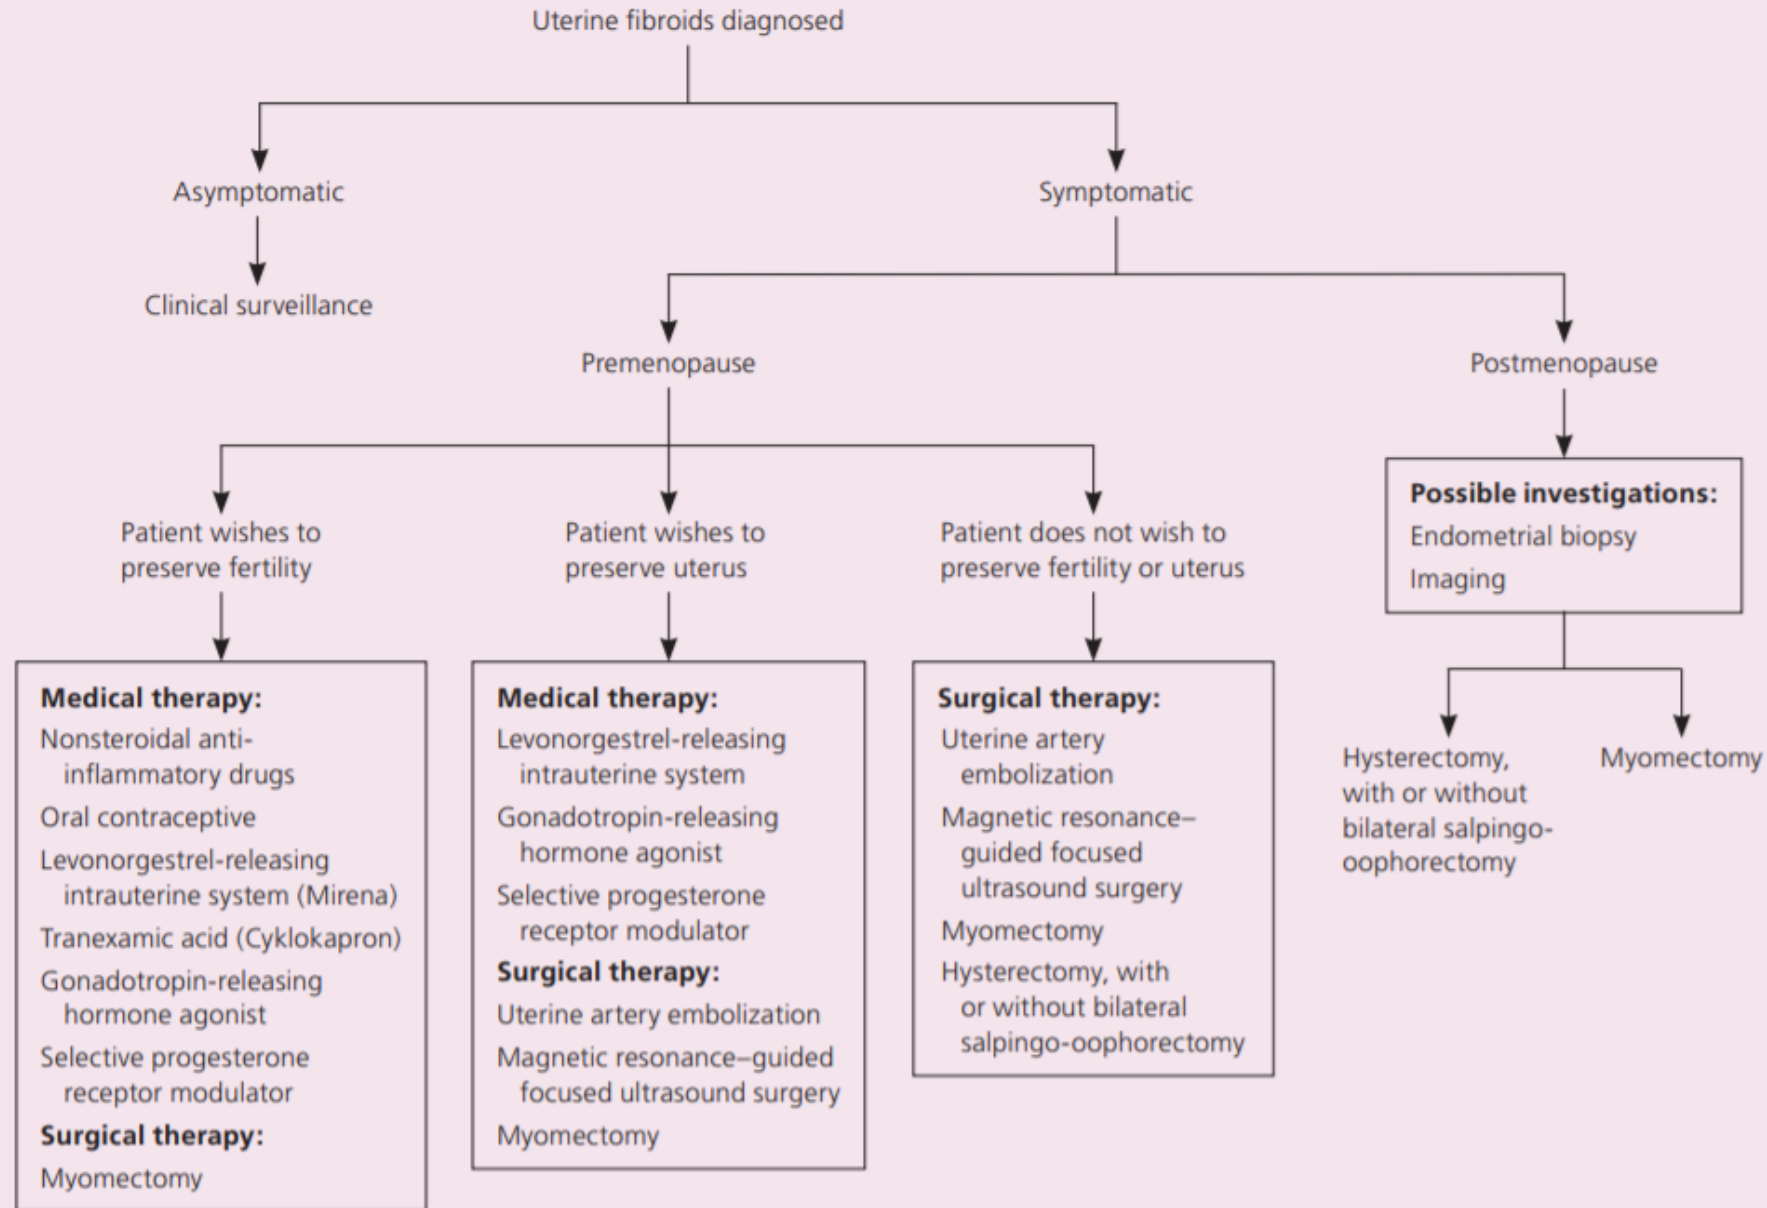 Uterine fibroids diagnosed
Asymptomatic
Symptomatic
Clinical surveillance
Premenopause
Postmenopause
Patient wishes to
preserve fertility
Patient wishes to
preserve uterus
Patient does not wish to
preserve fertility or uterus
Possible investigations:
Endometrial biopsy
Imaging
Medical therapy:
Nonsteroidal anti-
inflammatory drugs
Oral contraceptive
Levonorgestrel-releasing
intrauterine system (Mirena)
Tranexamic acid (Cyklokapron)
Gonadotropin-releasing
hormone agonist
Selective progesterone
receptor modulator
Surgical therapy:
Myomectomy
Medical therapy:
Levonorgestrel-releasing
intrauterine system
Gonadotropin-releasing
hormone agonist
Selective progesterone
receptor modulator
Surgical therapy:
Uterine artery embolization
Magnetic resonance–guided
focused ultrasound surgery
Myomectomy
Surgical therapy:
Uterine artery
embolization
Magnetic resonance–
guided focused
ultrasound surgery
Myomectomy
Hysterectomy, with
or without bilateral
salpingo-oophorectomy
Hysterectomy,
with or without
bilateral salpingo-
oophorectomy
Myomectomy